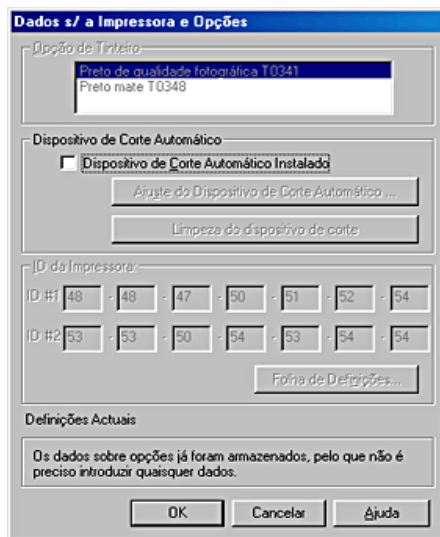 Dados s/ a Impressora e Opções
Opção de Tinteiro
Preto de qualidade fotográfica T0341
Preto mate T0348
Dispositivo de Corte Automático
Dispositivo de Corte Automático Instalado
Ajuste do Dispositivo de Corte Automático ...
Limpeza do dispositivo de corte
ID da Impressora:
ID #1 48 - 48 - 47 - 50 - 51 - 52 - 54
ID #2 53 - 53 - 50 - 54 - 53 - 54 - 54
Folha de Definições...
Definições Actuais
Os dados sobre opções já foram armazenados, pelo que não é
preciso introduzir quaisquer dados.
OK Cancelar Ajuda